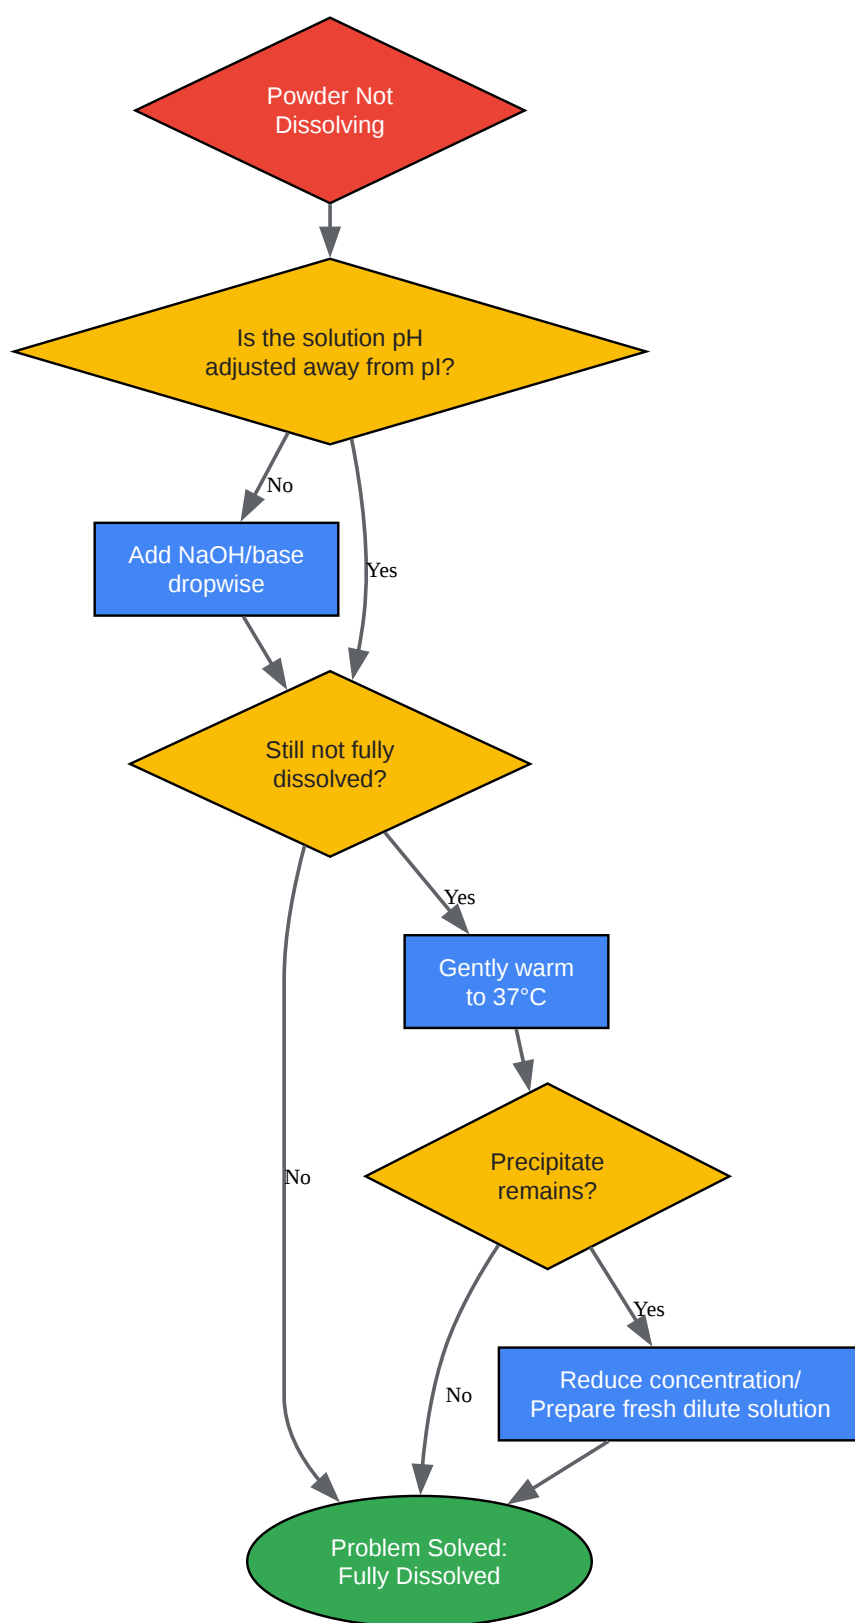 Powder Not
Dissolving
Is the solution pH
adjusted away from pI?
No
Add NaOH/base
dropwise
Yes
Still not fully
dissolved?
Yes
Gently warm
to 37°C
Precipitate
remains?
No
Yes
Reduce concentration/
Prepare fresh dilute solution
No
Problem Solved:
Fully Dissolved